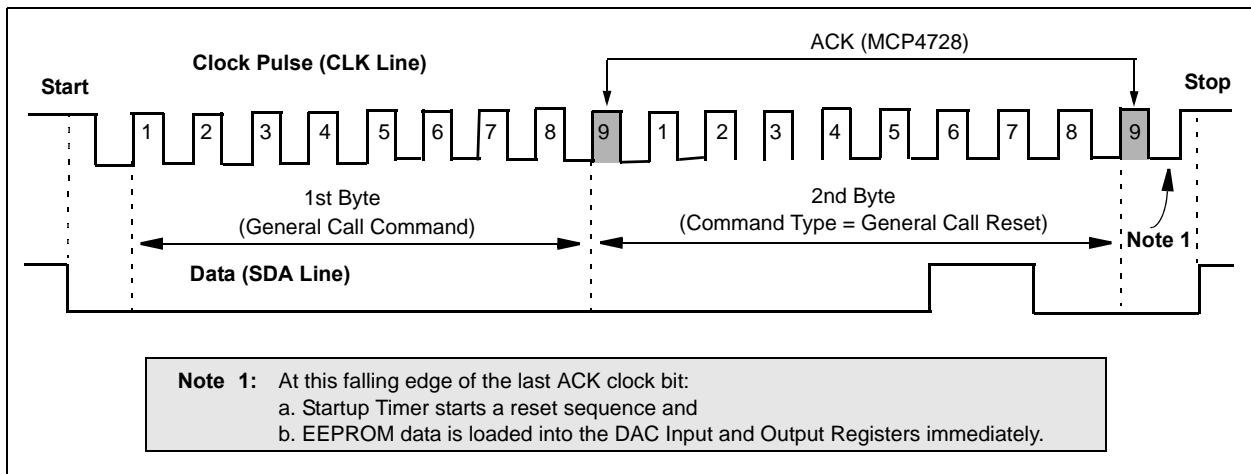 ACK (MCP4728)
Clock Pulse (CLK Line)
Start
Stop
1 2 3 4 5 6 7 8 9 1 2 3 4 5 6 7 8 9
1st Byte
(General Call Command)
2nd Byte
(Command Type = General Call Reset)
Note 1
Data (SDA Line)
Note 1: At this falling edge of the last ACK clock bit:
a. Startup Timer starts a reset sequence and
b. EEPROM data is loaded into the DAC Input and Output Registers immediately.